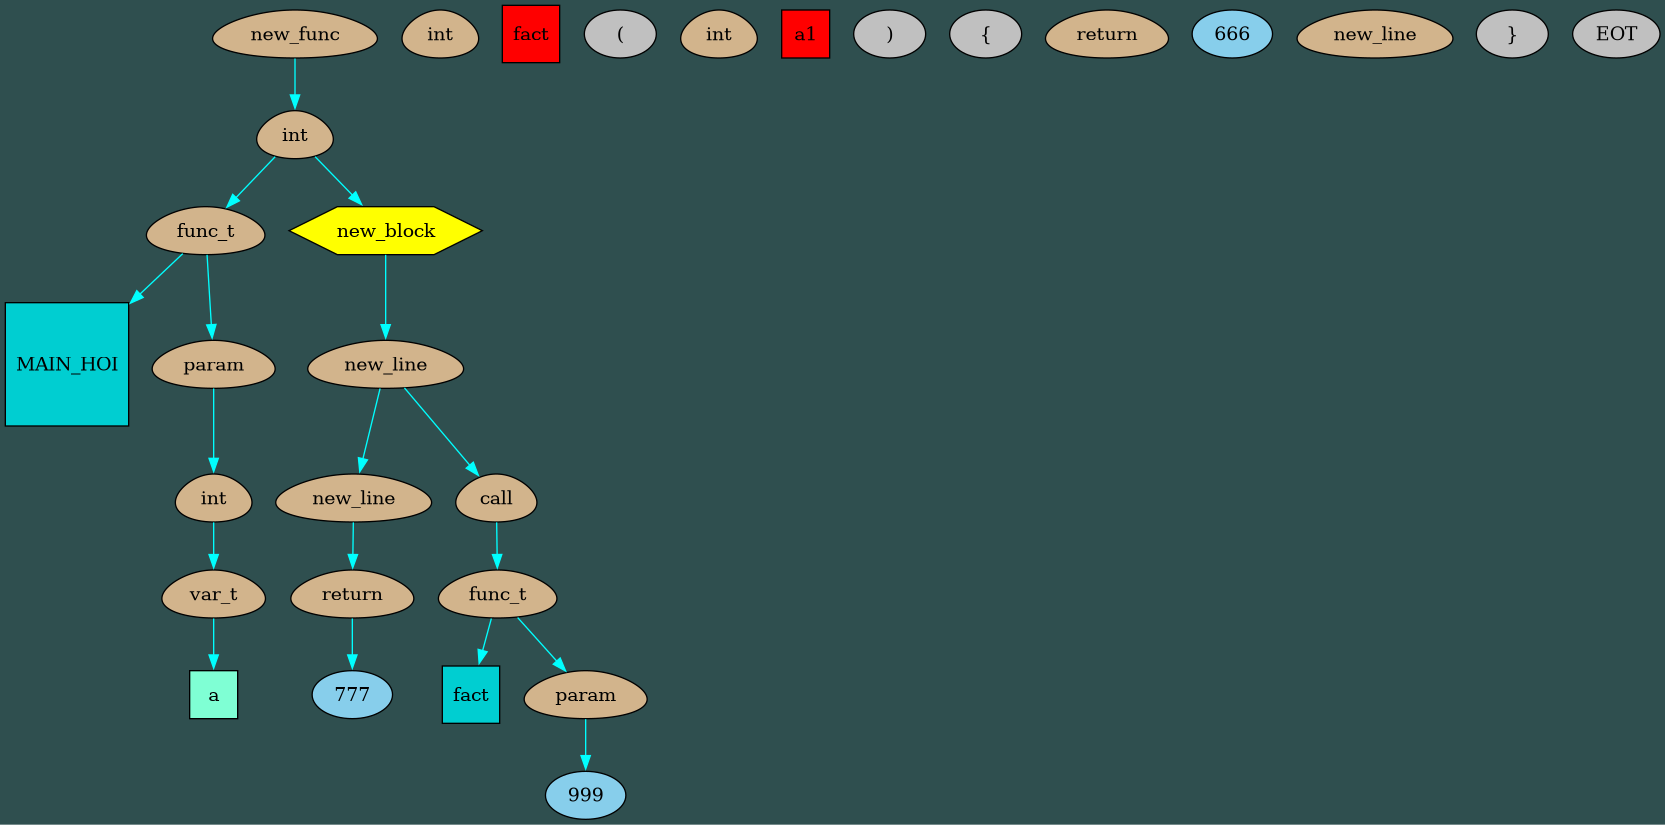 new_func int fact ( int a1 ) { return 666 new_line } EOT
int
func_t new_block
MAIN_HOI param new_line
int new_line call
var_t return func_t
a 777 fact param
999